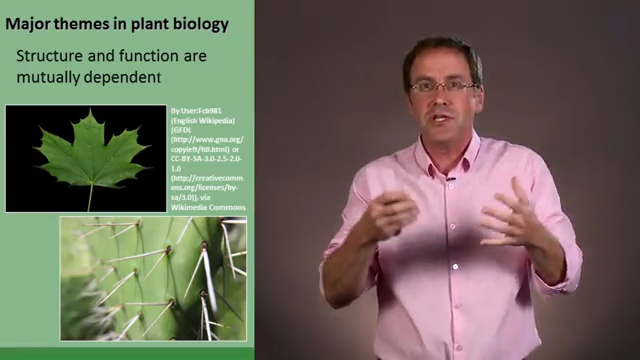 Major themes in plant biology
Structure and function are
mutually dependent
By User:Fcb981
(English Wikipedia)
(GFDL
(http://www.gnu.org/
copyleft/fdl.html) or
CC-BY-SA-3.0-2.5-2.0-
1.0
(http://creativecomm
ons.org/licenses/by-
sa/3.0)], via
Wikimedia Commons